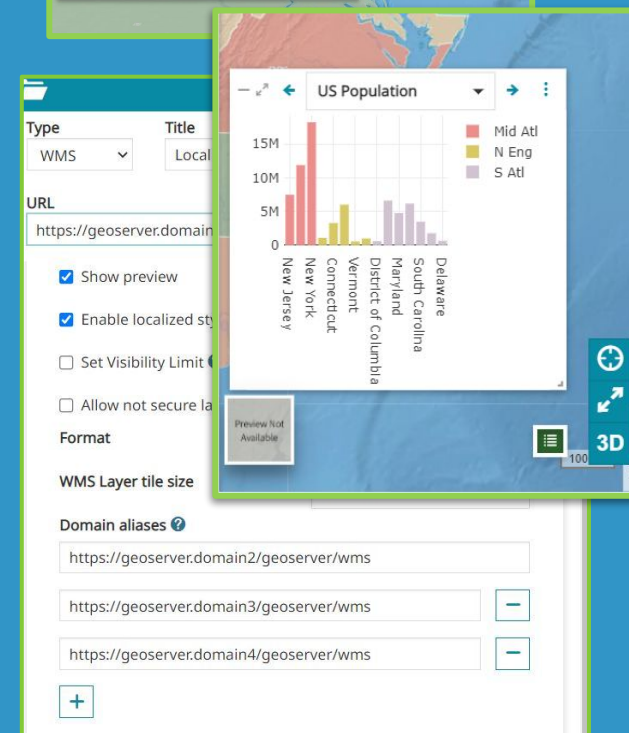 US Population
15M
10M
5M
0
Mid Atl
N Eng
S Atl
New Jersey
New York
Connecticut
Vermont
District of Columbia
Maryland
South Carolina
Delaware
Preview Not
Available
3D
100
Type
Title
WMS
Local
URL
https://geoserver.domain
Show preview
Enable localized sty
Set Visibility Limit
Allow not secure la
Format
WMS Layer tile size
Domain aliases
https://geoserver.domain2/geoserver/wms
https://geoserver.domain3/geoserver/wms
https://geoserver.domain4/geoserver/wms